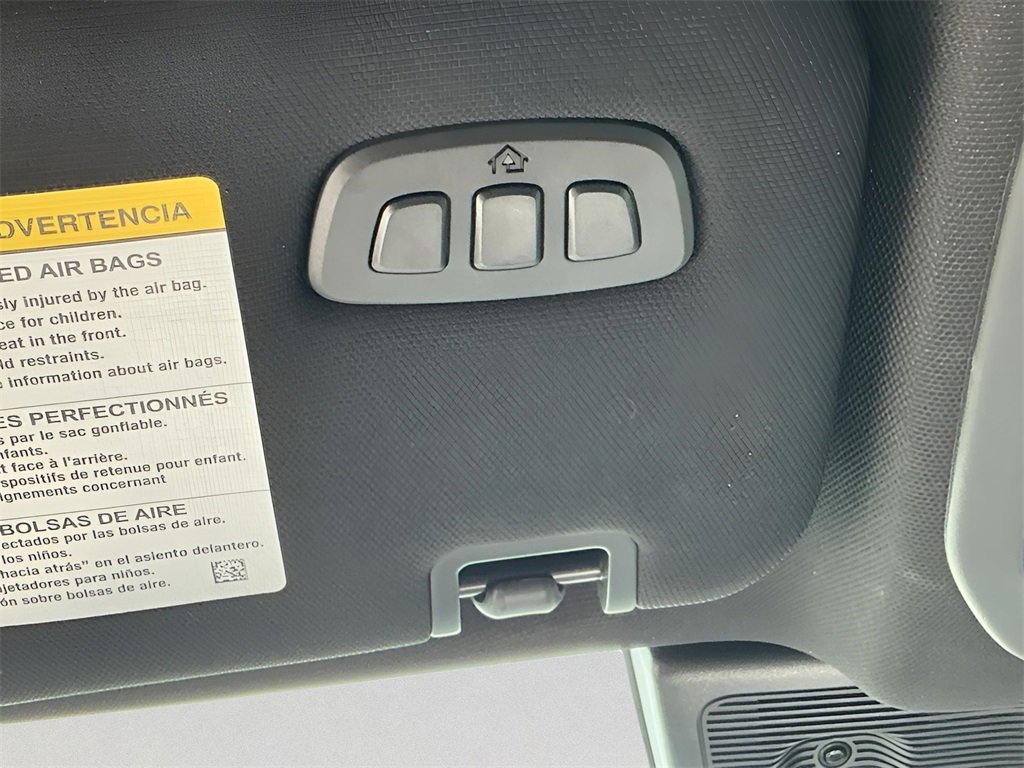 ADVERTENCIA
ED AIR BAGS
sly injured by the air bag.
ce for children.
eat in the front.
ld restraints.
information about air bags.
ES PERFECTIONNÉS
s par le sac gonflable.
nfants.
t face à l'arrière.
spositifs de retenue pour enfant.
ignements concernant
BOLSAS DE AIRE
ectados por las bolsas de aire.
los niños.
hacia atrás" en el asiento delantero.
ujetadores para niños.
ón sobre bolsas de aire.